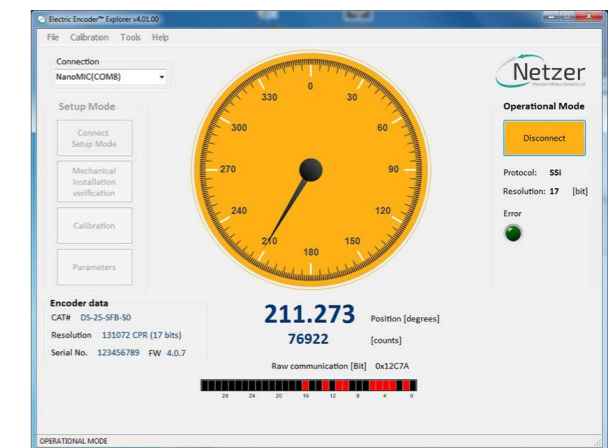 Electric Encoder™ Explorer v4.01.00
File Calibration Tools Help
Connection
NanoMIC(COM8)
Netzer
Precision Motion Sensors Ltd
Setup Mode
Connect
Setup Mode
Mechanical
installation
verification
Calibration
Parameters
0
30
60
90
120
150
180
210
240
270
300
330
Operational Mode
Disconnect
Protocol: SSi
Resolution: 17 [bit]
Error
Encoder data
CAT# DS-25-SFB-S0
Resolution 131072 CPR (17 bits)
Serial No. 123456789 FW 4.0.7
211.273 Position [degrees]
76922 [counts]
Raw communication [Bit] 0x12C7A
28 24 20 16 12 8 4 0
OPERATIONAL MODE